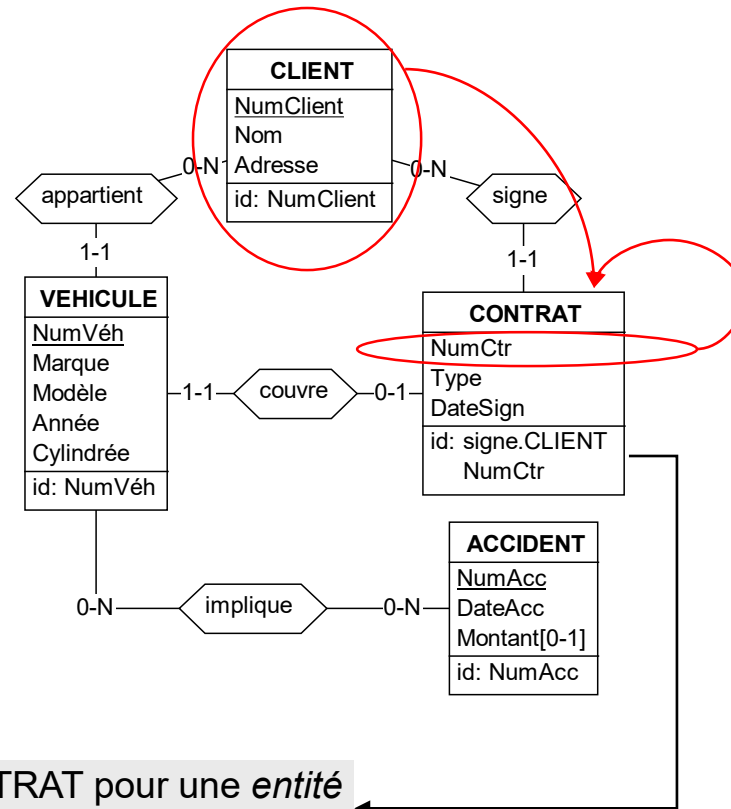 CLIENT
NumClient
Nom
Adresse
id: NumClient
0-N
0-N
appartient
signe
1-1
1-1
VEHICULE
NumVéh
Marque
Modèle
Année
Cylindrée
id: NumVéh
1-1
couvre
0-1
CONTRAT
NumCtr
Type
DateSign
id: signe.CLIENT
NumCtr
0-N
implique
0-N
ACCIDENT
NumAcc
DateAcc
Montant[0-1]
id: NumAcc
TRAT pour une entité